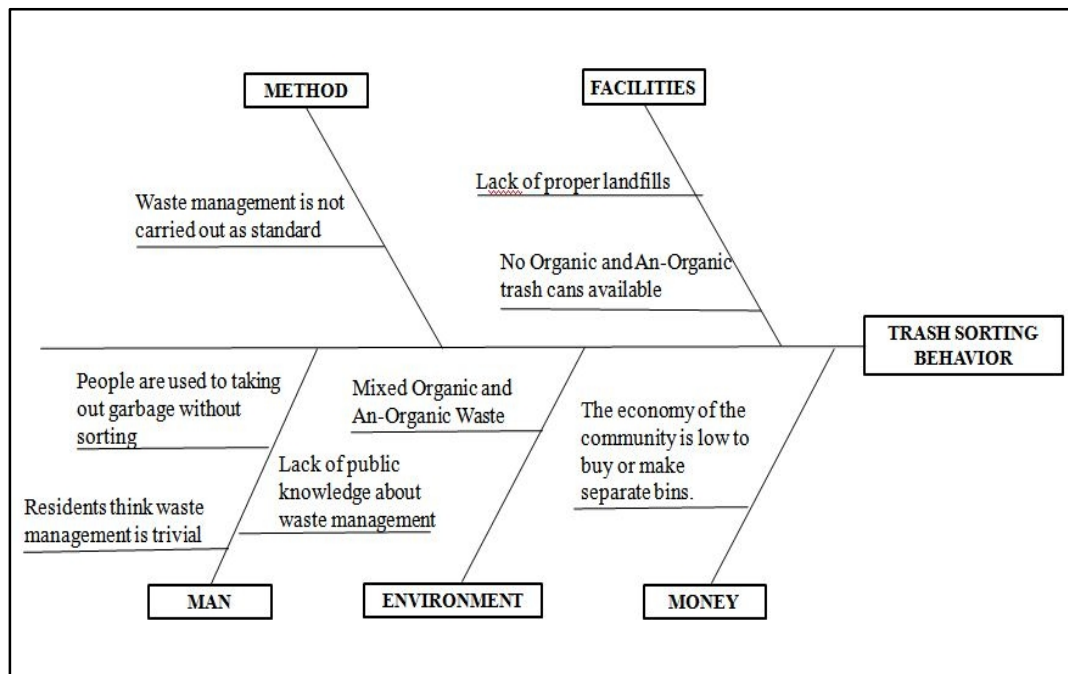 METHOD
FACILITIES
Waste management is not
carried out as standard
Lack of proper landfills
No Organic and An-Organic
trash cans available
TRASH SORTING
BEHAVIOR
People are used to taking
out garbage without
sorting
Residents think waste
management is trivial
Lack of public
knowledge about
waste management
Mixed Organic and
An-Organic Waste
The economy of the
community is low to
buy or make
separate bins.
MAN
ENVIRONMENT
MONEY